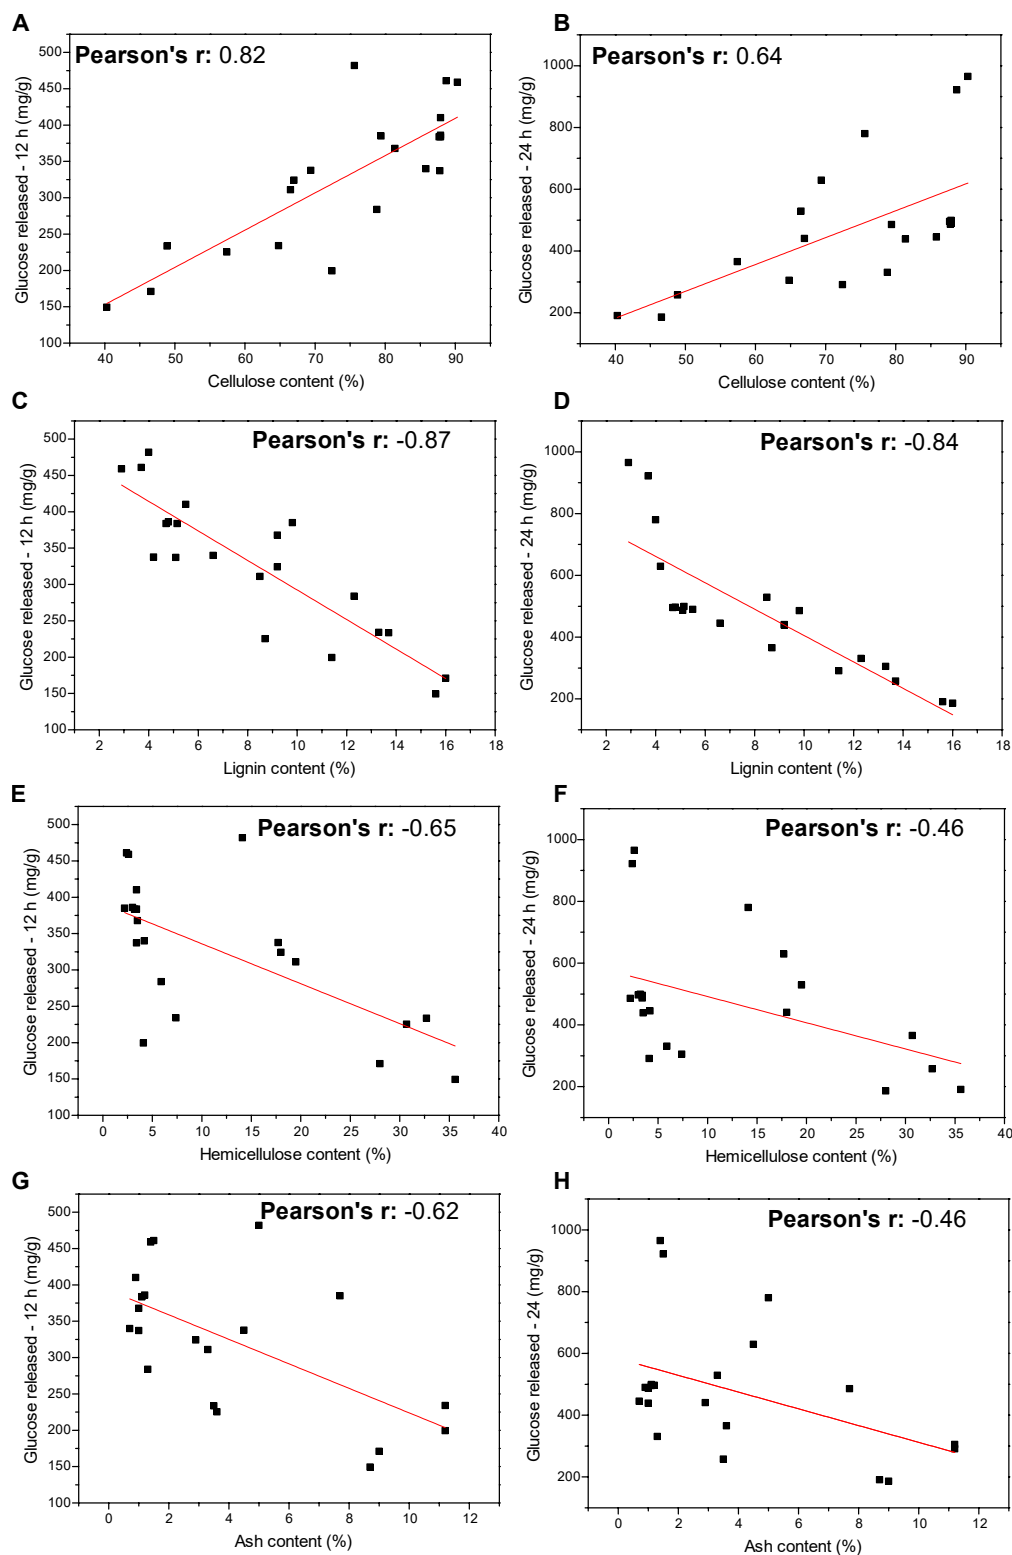 A
Pearson's r: 0.82
Glucose released - 12 h (mg/g)
500
450
400
350
300
250
200
150
100
40 50 60 70 80 90
Cellulose content (%)
B
Pearson's r: 0.64
Glucose released - 24 h (mg/g)
1000
800
600
400
200
40 50 60 70 80 90
Cellulose content (%)
C
Pearson's r: -0.87
Glucose released - 12 h (mg/g)
500
450
400
350
300
250
200
150
100
2 4 6 8 10 12 14 16 18
Lignin content (%)
D
Pearson's r: -0.84
Glucose released - 24 h (mg/g)
1000
800
600
400
200
2 4 6 8 10 12 14 16 18
Lignin content (%)
E
Pearson's r: -0.65
Glucose released - 12 h (mg/g)
500
450
400
350
300
250
200
150
100
0 5 10 15 20 25 30 35 40
Hemicellulose content (%)
F
Pearson's r: -0.46
Glucose released - 24 h (mg/g)
1000
800
600
400
200
0 5 10 15 20 25 30 35 40
Hemicellulose content (%)
G
Pearson's r: -0.62
Glucose released - 12 h (mg/g)
500
450
400
350
300
250
200
150
100
0 2 4 6 8 10 12
Ash content (%)
H
Pearson's r: -0.46
Glucose released - 24 (mg/g)
1000
800
600
400
200
0 2 4 6 8 10 12
Ash content (%)